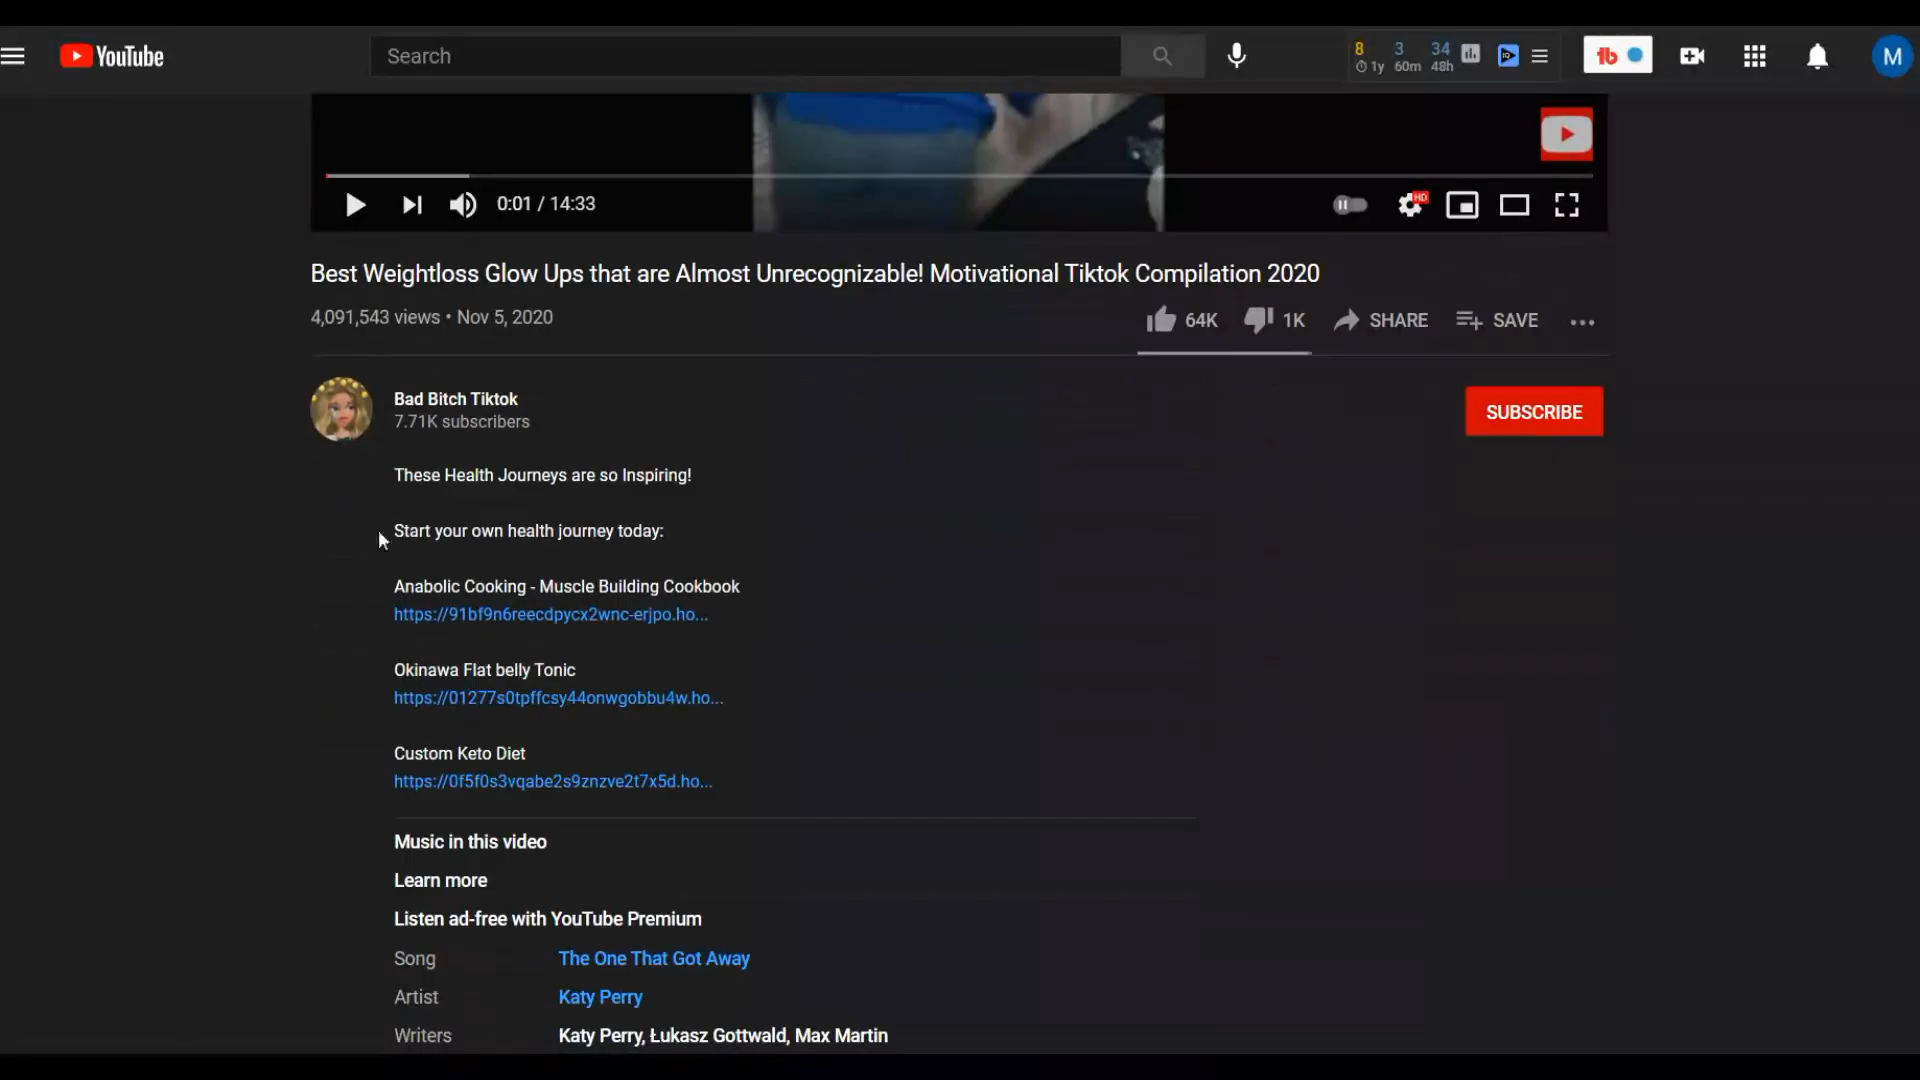 YouTube
Search
8 3 34
1y 60m 48h
M
0:01 / 14:33
HD
Best Weightloss Glow Ups that are Almost Unrecognizable! Motivational Tiktok Compilation 2020
4,091,543 views • Nov 5, 2020
64K 1K SHARE SAVE
Bad Bitch Tiktok
7.71K subscribers
SUBSCRIBE
These Health Journeys are so Inspiring!
Start your own health journey today:
Anabolic Cooking - Muscle Building Cookbook
https://91bf9n6reecdpycx2wnc-erjpo.ho...
Okinawa Flat belly Tonic
https://01277s0tpffcsy44onwgobbu4w.ho...
Custom Keto Diet
https://0f5f0s3vqabe2s9znzve2t7x5d.ho...
Music in this video
Learn more
Listen ad-free with YouTube Premium
Song The One That Got Away
Artist Katy Perry
Writers Katy Perry, Łukasz Gottwald, Max Martin